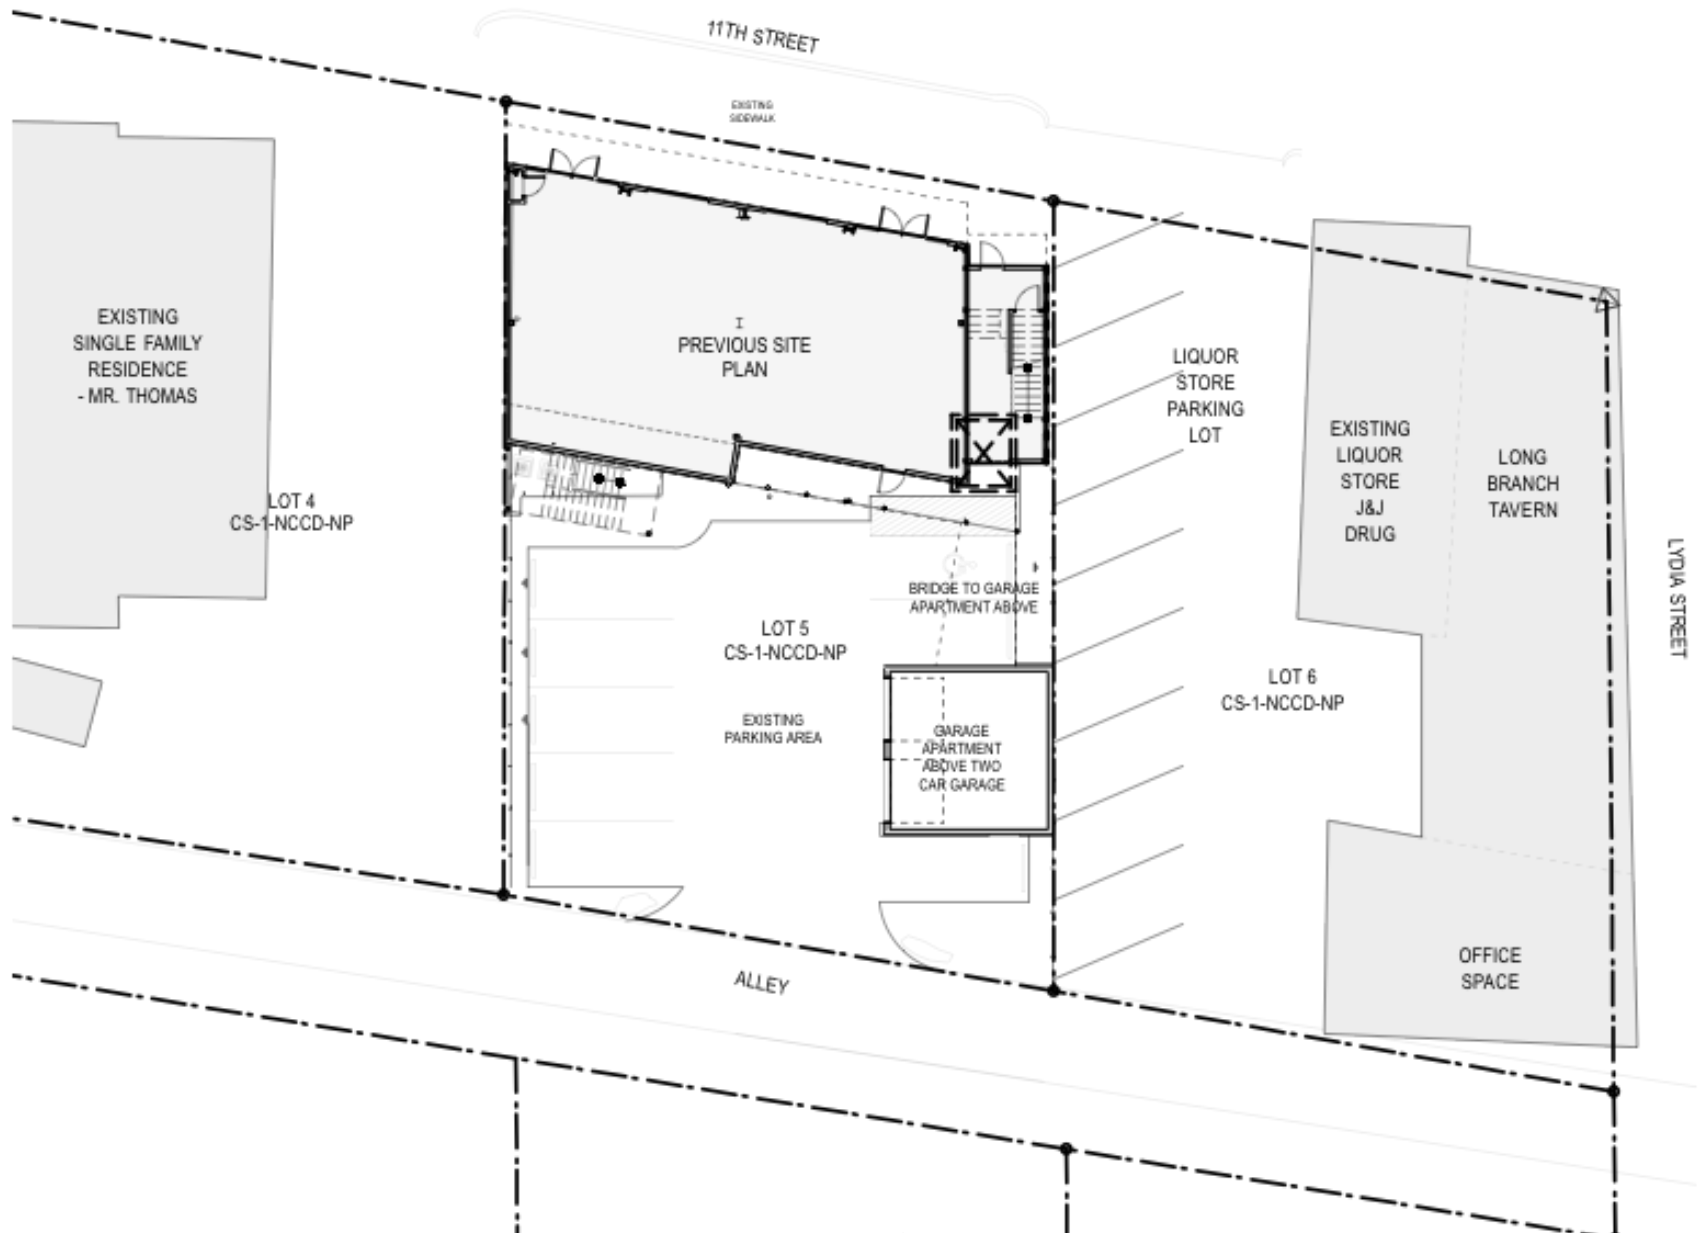 11TH STREET
EXISTING
SIDEWALK
EXISTING
SINGLE FAMILY
RESIDENCE
- MR. THOMAS
PREVIOUS SITE
PLAN
LIQUOR
STORE
PARKING
LOT
EXISTING
LIQUOR
STORE
J&J
DRUG
LONG
BRANCH
TAVERN
LYDIA STREET
LOT 4
CS-1-NCCD-NP
BRIDGE TO GARAGE
APARTMENT ABOVE
LOT 5
CS-1-NCCD-NP
LOT 6
CS-1-NCCD-NP
EXISTING
PARKING AREA
GARAGE
APARTMENT
ABOVE TWO
CAR GARAGE
OFFICE
SPACE
ALLEY